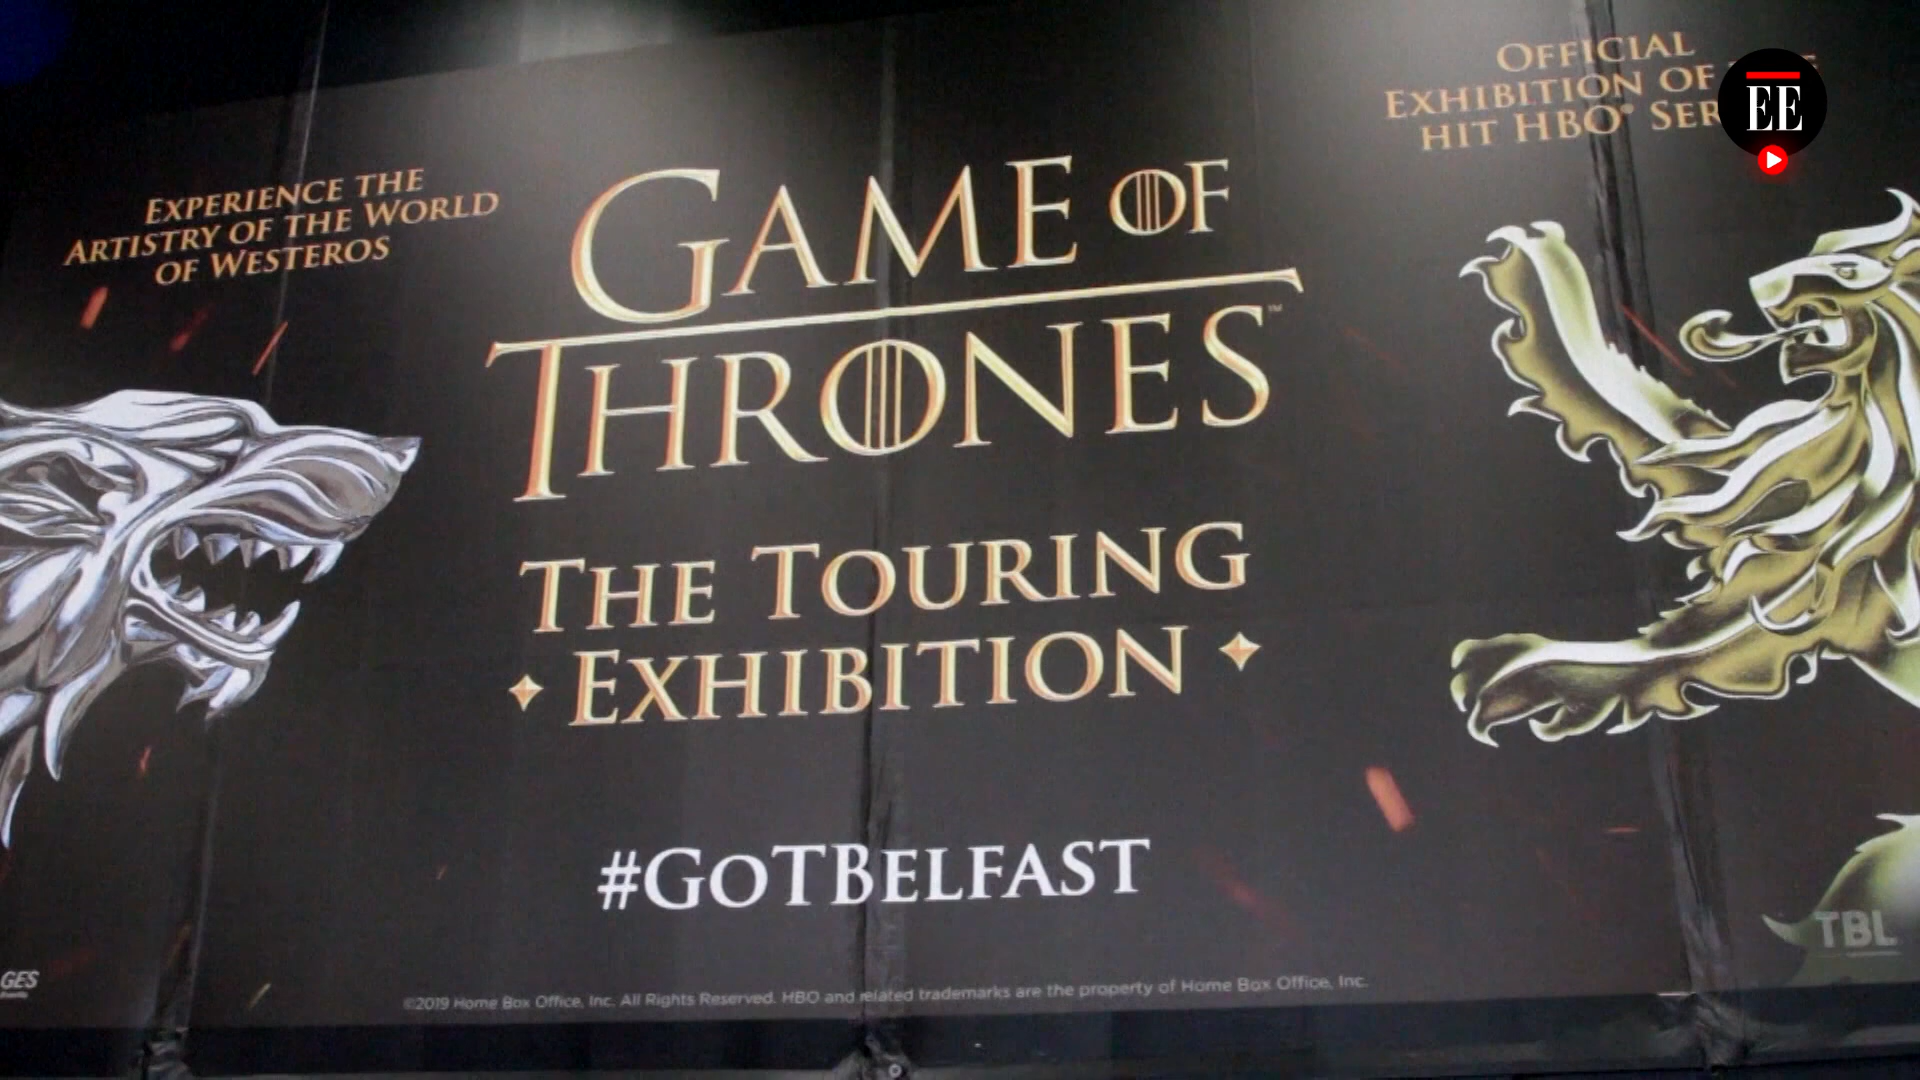 EXPERIENCE THE
ARTISTRY OF THE WORLD
OF WESTEROS
GAME OF
THRONES™
THE TOURING
EXHIBITION
#GOTBELFAST
OFFICIAL
EXHIBITION OF
HIT HBO®
EE
GES
TBL
©2019 Home Box Office, Inc. All Rights Reserved. HBO and related trademarks are the property of Home Box Office, Inc.